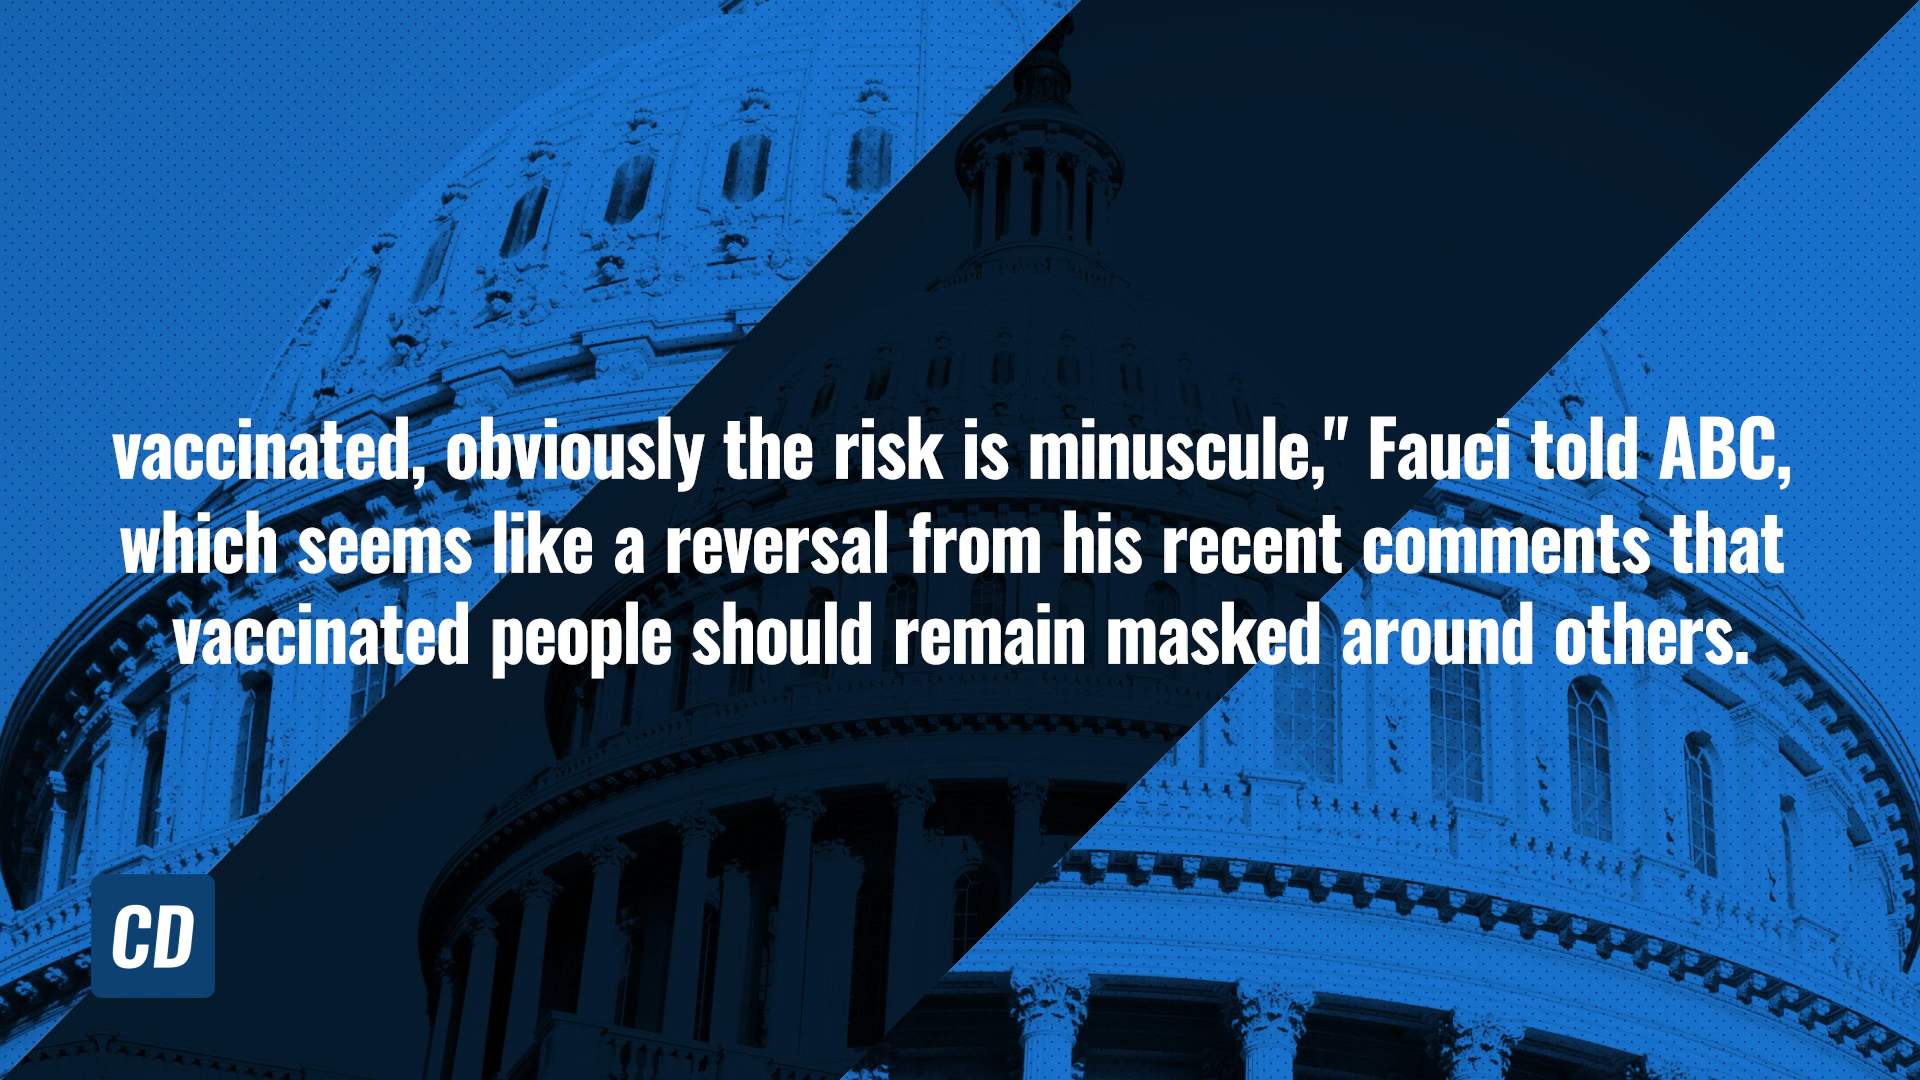 vaccinated, obviously the risk is minuscule," Fauci told ABC,
which seems like a reversal from his recent comments that
vaccinated people should remain masked around others.
CD